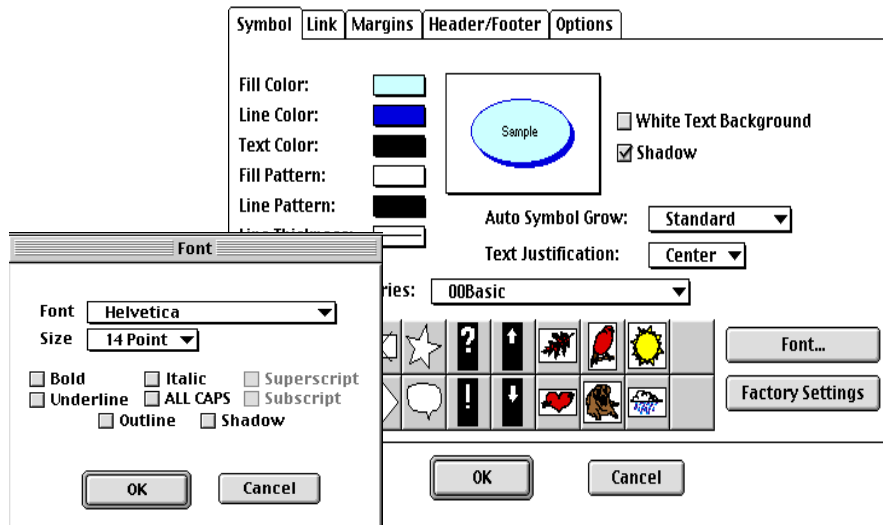 Symbol Link Margins Header/Footer Options
Fill Color:
Line Color:
Text Color:
Fill Pattern:
Line Pattern:
Sample
White Text Background
Shadow
Auto Symbol Grow: Standard
Text Justification: Center
ries: 00Basic
? !
Font...
Factory Settings
OK Cancel
Font
Font Helvetica
Size 14 Point
Bold Italic Superscript
Underline ALL CAPS Subscript
Outline Shadow
OK Cancel